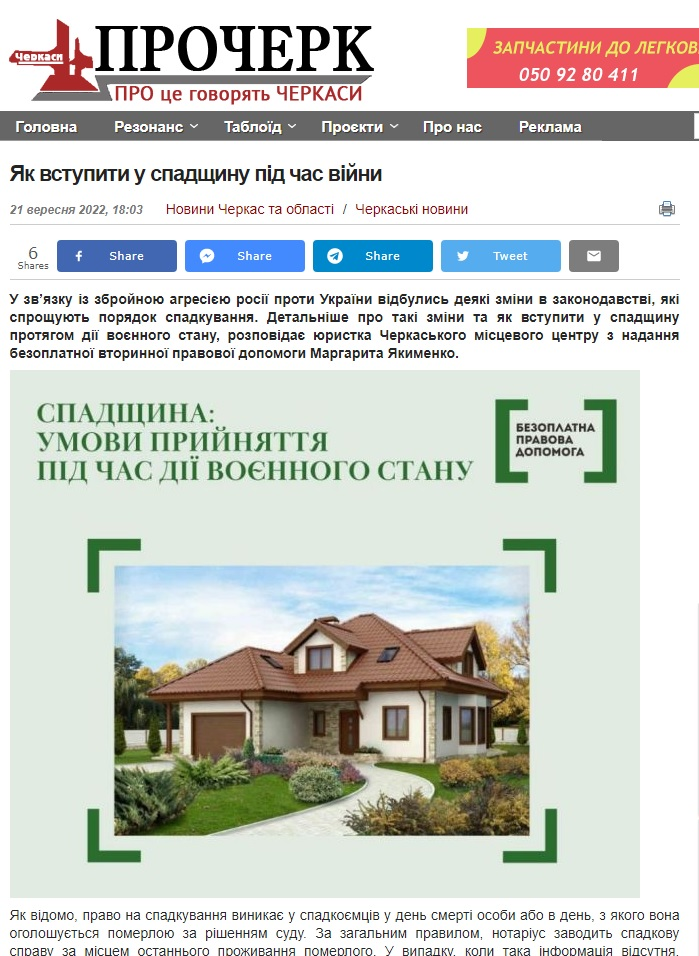 Черкаси
ПРОЧЕРК
ПРО це говорять ЧЕРКАСИ
ЗАПЧАСТИНИ ДО ЛЕГКОВ
050 92 80 411
Головна Резонанс Таблоїд Проєкти Про нас Реклама
Як вступити у спадщину під час війни
21 вересня 2022, 18:03 Новини Черкас та області / Черкаські новини
6
Shares
Share Share Share Tweet
У зв’язку із збройною агресією росії проти України відбулись деякі зміни в законодавстві, які
спрощують порядок спадкування. Детальніше про такі зміни та як вступити у спадщину
протягом дії воєнного стану, розповідає юристка Черкаського місцевого центру з надання
безоплатної вторинної правової допомоги Маргарита Якименко.
СПАДЩИНА:
УМОВИ ПРИЙНЯТТЯ
ПІД ЧАС ДІЇ ВОЄННОГО СТАНУ
БЕЗОПЛАТНА
ПРАВОВА
ДОПОМОГА
Як відомо, право на спадкування виникає у спадкоємців у день смерті особи або в день, з якого вона
оголошується померлою за рішенням суду. За загальним правилом, нотаріус заводить спадкову
справу за місцем останнього проживання померлого. У випадку, коли така інформація відсутня,